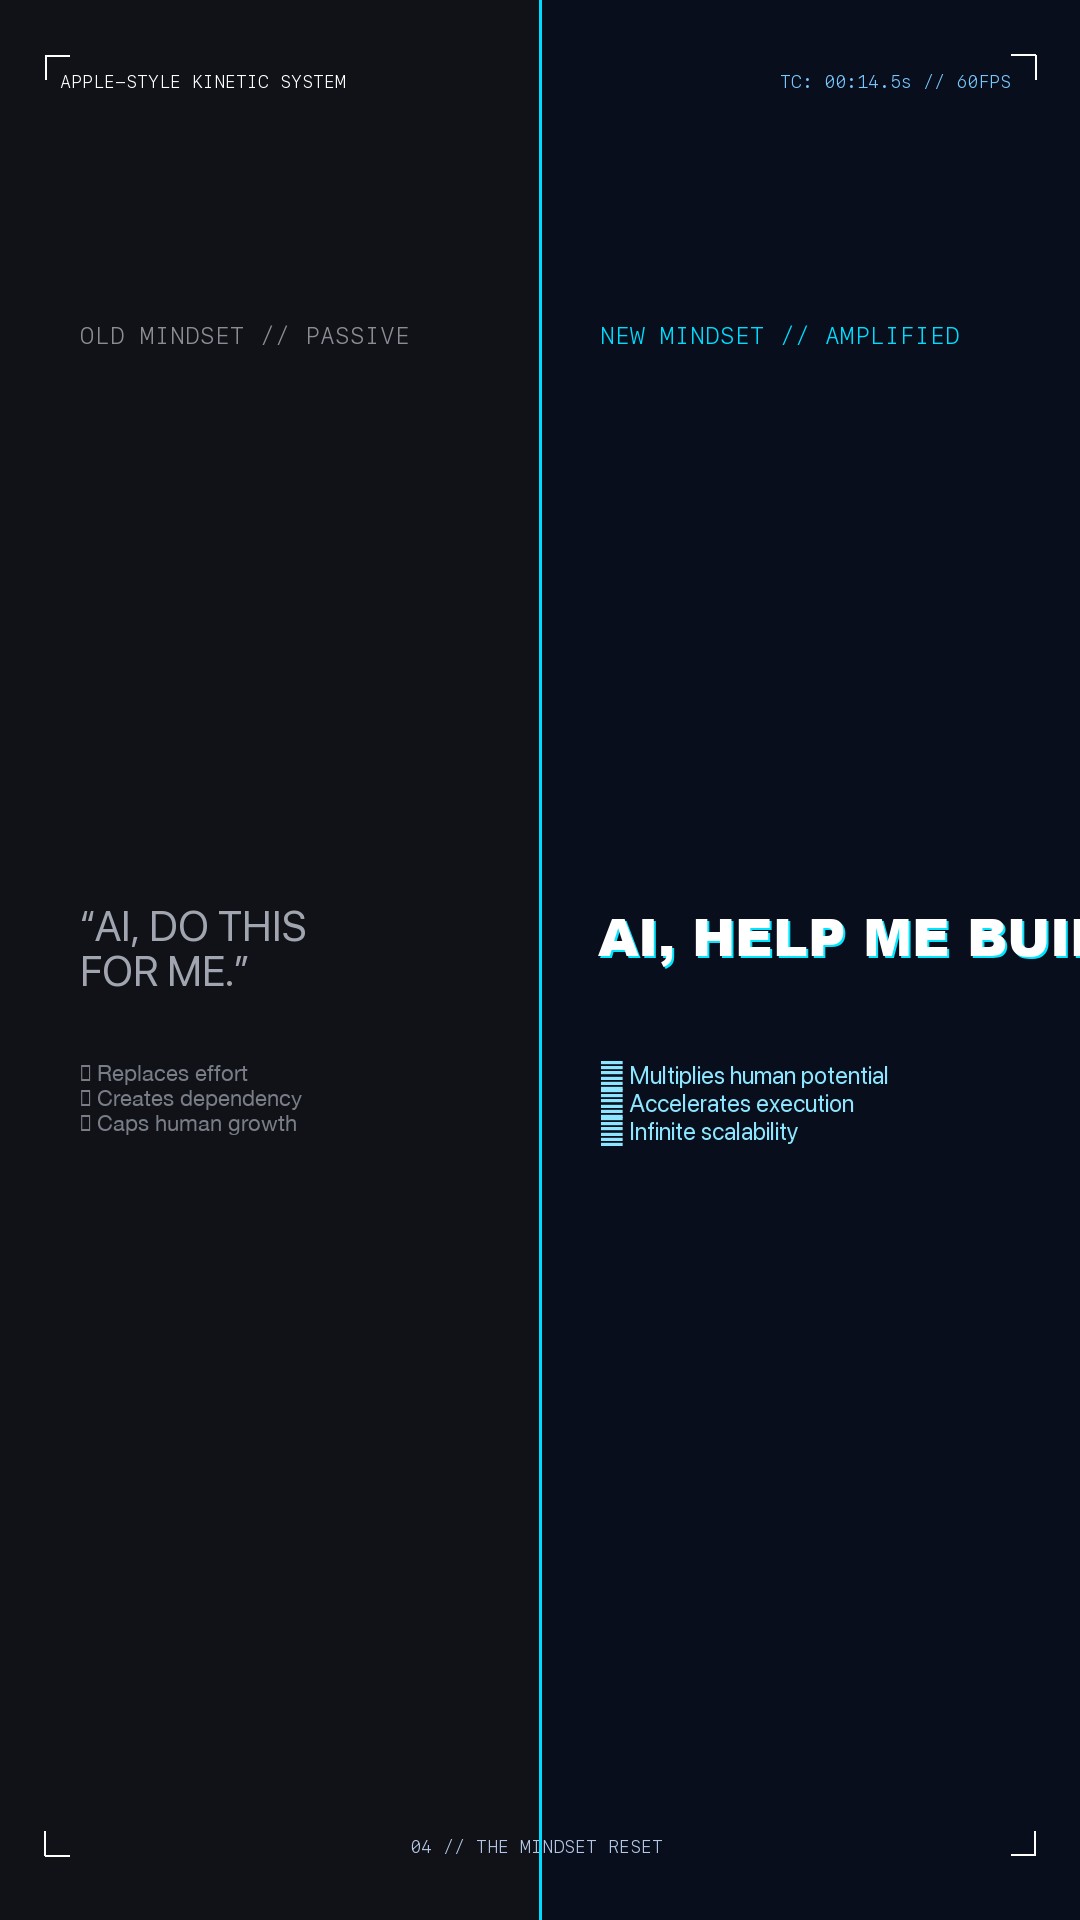 APPLE-STYLE KINETIC SYSTEM
TC: 00:14.5s // 60FPS
OLD MINDSET // PASSIVE
NEW MINDSET // AMPLIFIED
“AI, DO THIS
FOR ME.”
AI, HELP ME
Replaces effort
Creates dependency
Caps human growth
Multiplies human potential
Accelerates execution
Infinite scalability
04 // THE MINDSET RESET